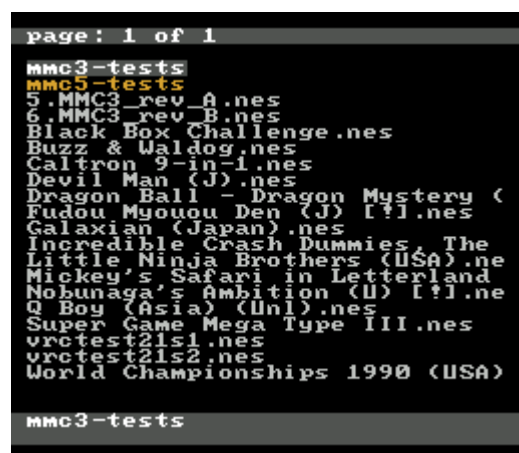 page: 1 of 1
mmc3-tests
mmc5-tests
5.MMC3_rev_A.nes
6.MMC3_rev_B.nes
Black Box Challenge.nes
Buzz & Waldog.nes
Caltron 9-in-1.nes
Devil Man (J).nes
Dragon Ball - Dragon Mystery (
Fudou Myouou Den (J) [!].nes
Galaxian (Japan).nes
Incredible Crash Dummies, The
Little Ninja Brothers (USA).ne
Mickey's Safari in Letterland
Nobunaga's Ambition (U) [!].ne
Q Boy (Asia) (Unl).nes
Super Game Mega Type III.nes
vrctest21s1.nes
vrctest21s2.nes
World Championships 1990 (USA)
mmc3-tests